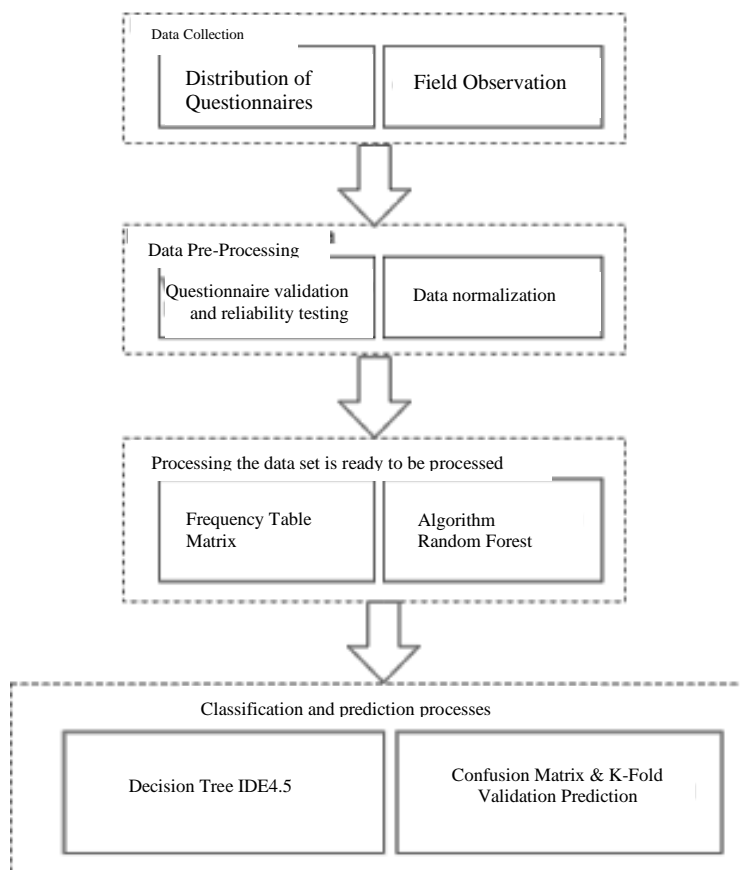 Data Collection
Distribution of
Questionnaires
Field Observation
Data Pre-Processing
Questionnaire validation
and reliability testing
Data normalization
Processing the data set is ready to be processed
Frequency Table
Matrix
Algorithm
Random Forest
Classification and prediction processes
Decision Tree IDE4.5
Confusion Matrix & K-Fold
Validation Prediction